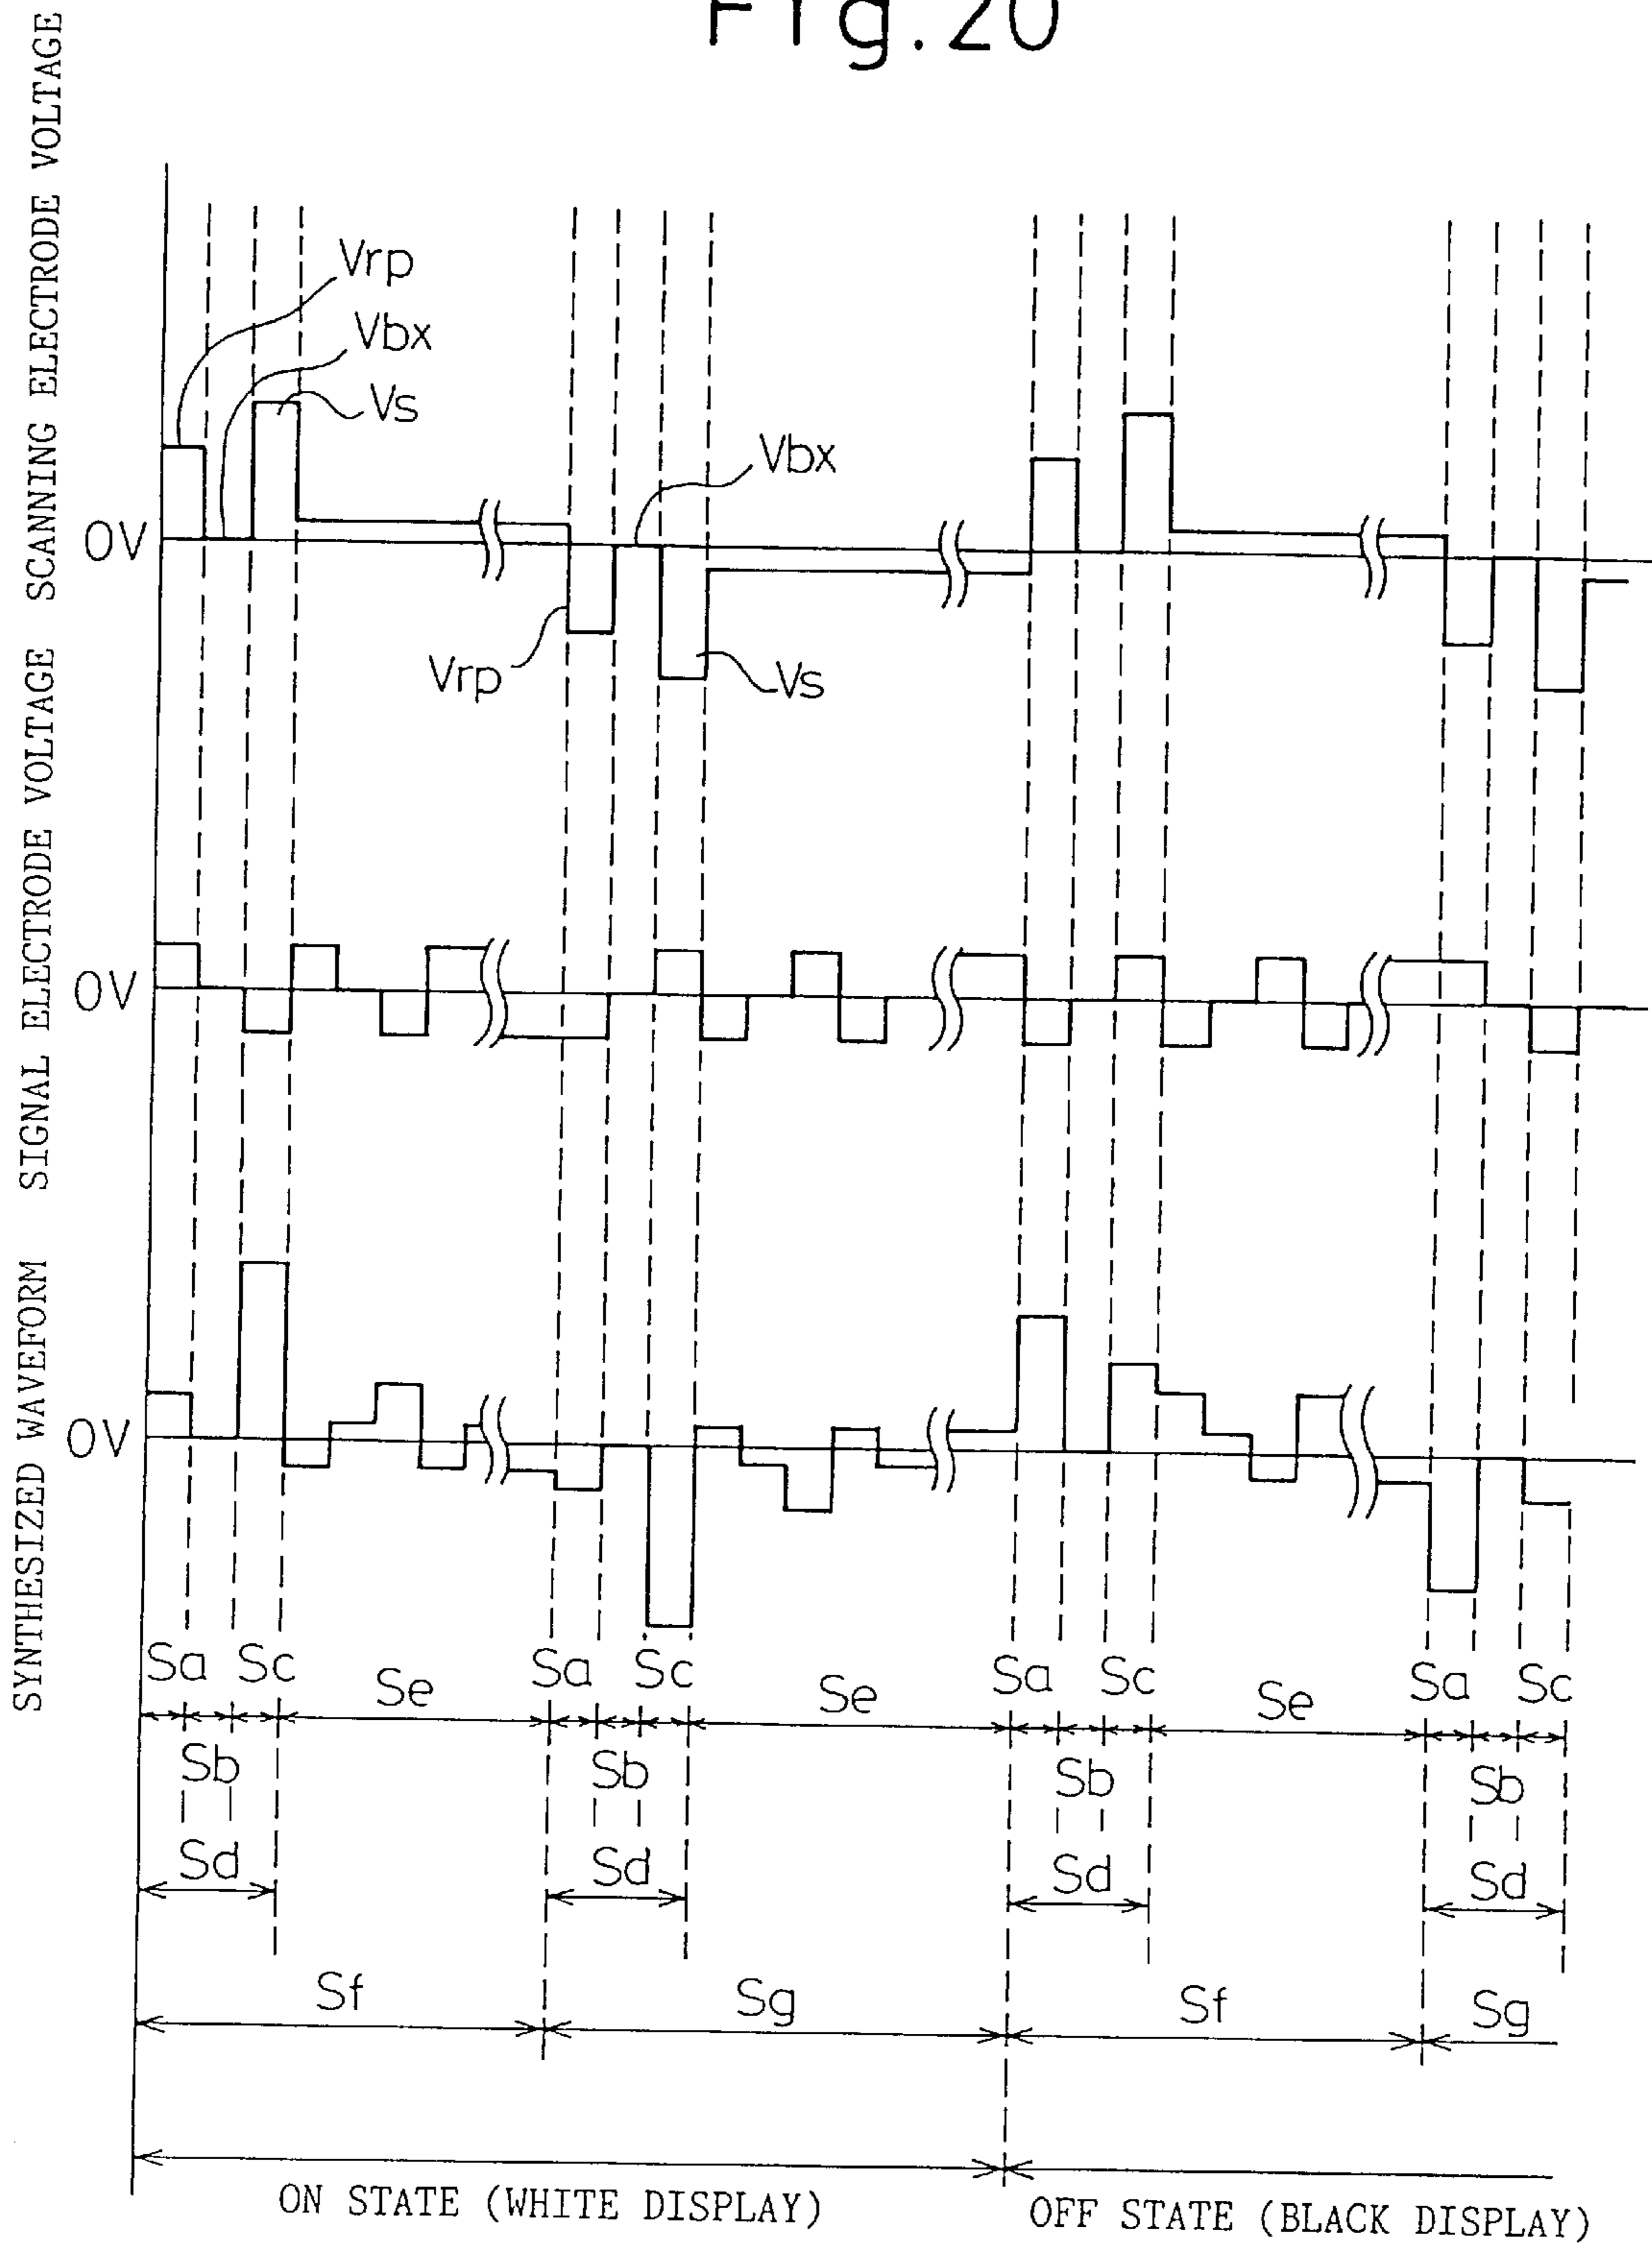 Fig.20
SCANNING ELECTRODE VOLTAGE
Vrp
Vbx
Vs
Vbx
0V
Vrp
Vs
SIGNAL ELECTRODE VOLTAGE
0V
SYNTHESIZED WAVEFORM
0V
Sa Sc Se Sa Sc Se Sa Sc Se Sa Sc
Sb Sb Sb Sb
Sd Sd Sd Sd
Sf Sg Sf Sg
ON STATE (WHITE DISPLAY) OFF STATE (BLACK DISPLAY)